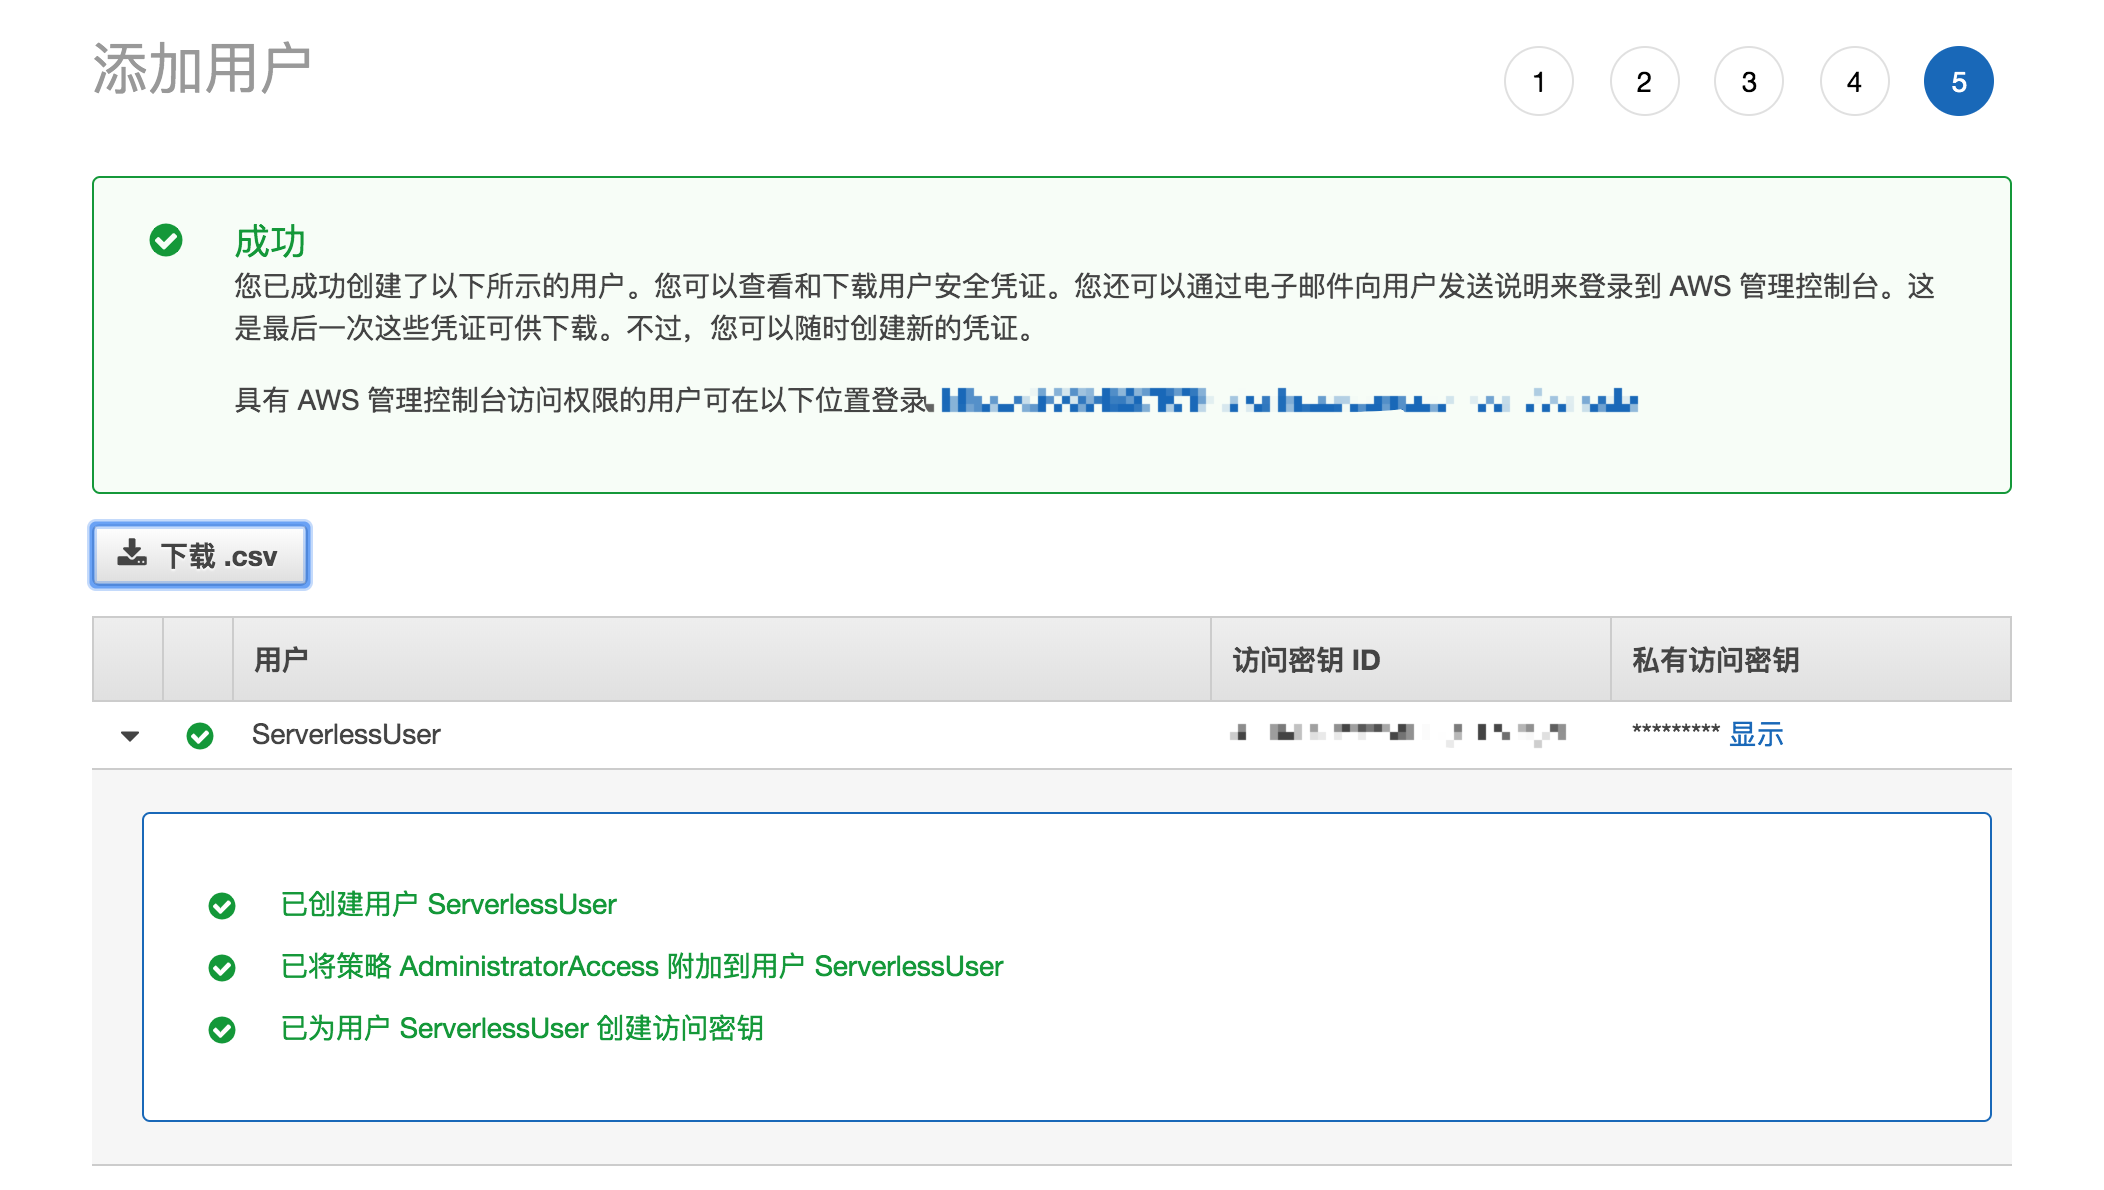 添加用户
1 2 3 4 5
成功
您已成功创建了以下所示的用户。您可以查看和下载用户安全凭证。您还可以通过电子邮件向用户发送说明来登录到 AWS 管理控制台。这
是最后一次这些凭证可供下载。不过，您可以随时创建新的凭证。
具有 AWS 管理控制台访问权限的用户可在以下位置登录
下载 .csv
用户 访问密钥 ID 私有访问密钥
ServerlessUser ********* 显示
已创建用户 ServerlessUser
已将策略 AdministratorAccess 附加到用户 ServerlessUser
已为用户 ServerlessUser 创建访问密钥